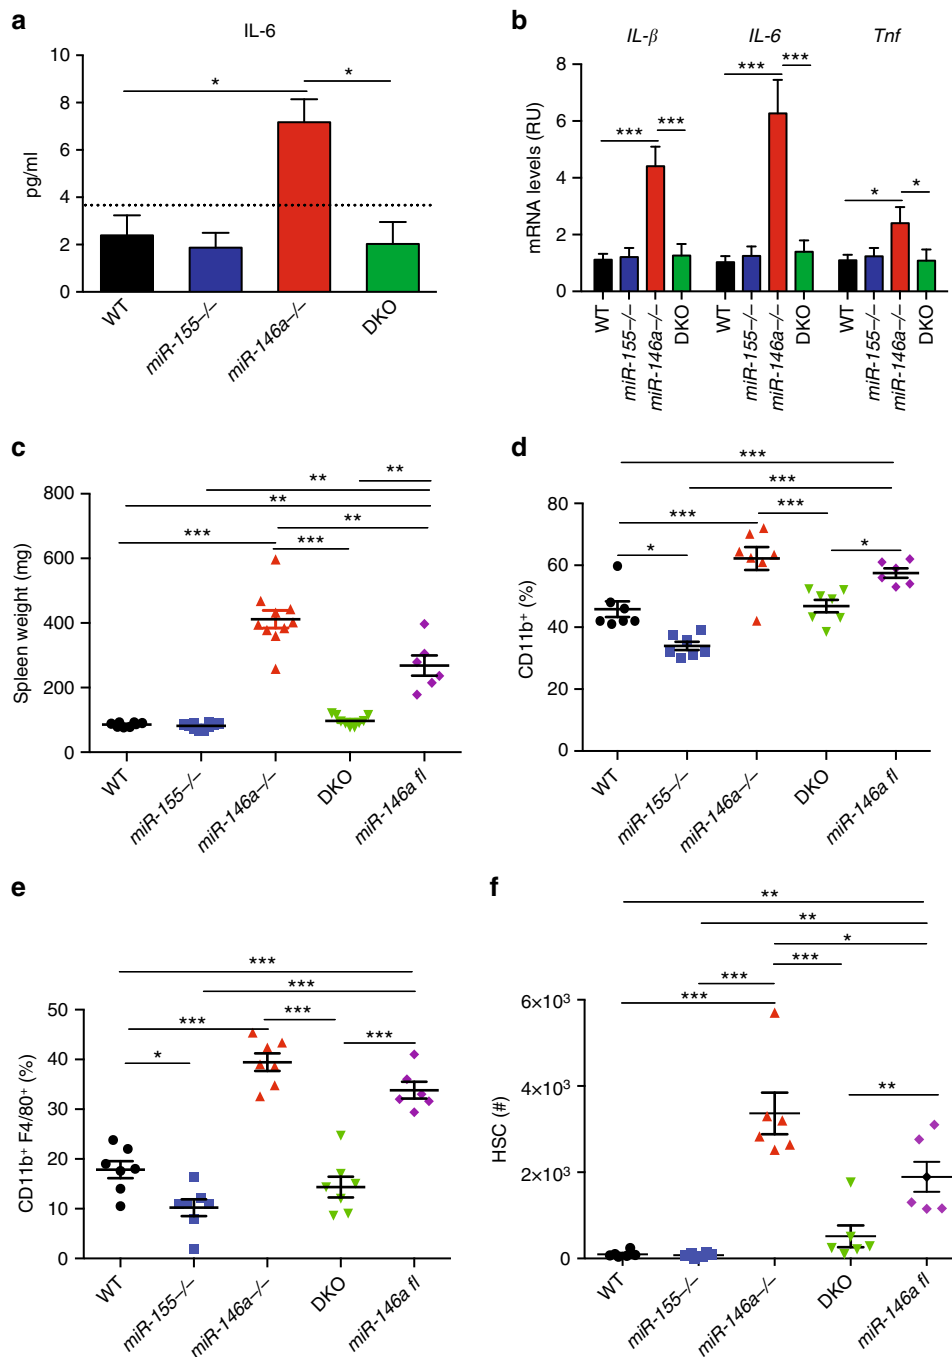 a
IL-6
*
*
10
8
6
4
2
0
pg/ml
WT
miR-155–/–
miR-146a–/–
DKO
b
IL-β
IL-6
Tnf
***
***
***
***
*
*
8
6
4
2
0
mRNA levels (RU)
WT
miR-155–/–
miR-146a–/–
DKO
WT
miR-155–/–
miR-146a–/–
DKO
WT
miR-155–/–
miR-146a–/–
DKO
c
**
**
**
**
***
***
800
600
400
200
0
Spleen weight (mg)
WT
miR-155–/–
miR-146a–/–
DKO
miR-146a fl
d
***
***
***
***
*
*
80
60
40
20
0
CD11b⁺ (%)
WT
miR-155–/–
miR-146a–/–
DKO
miR-146a fl
e
***
***
***
***
***
*
50
40
30
20
10
0
CD11b⁺ F4/80⁺ (%)
WT
miR-155–/–
miR-146a–/–
DKO
miR-146a fl
f
**
**
*
***
***
***
**
6×10³
4×10³
2×10³
0
HSC (#)
WT
miR-155–/–
miR-146a–/–
DKO
miR-146a fl